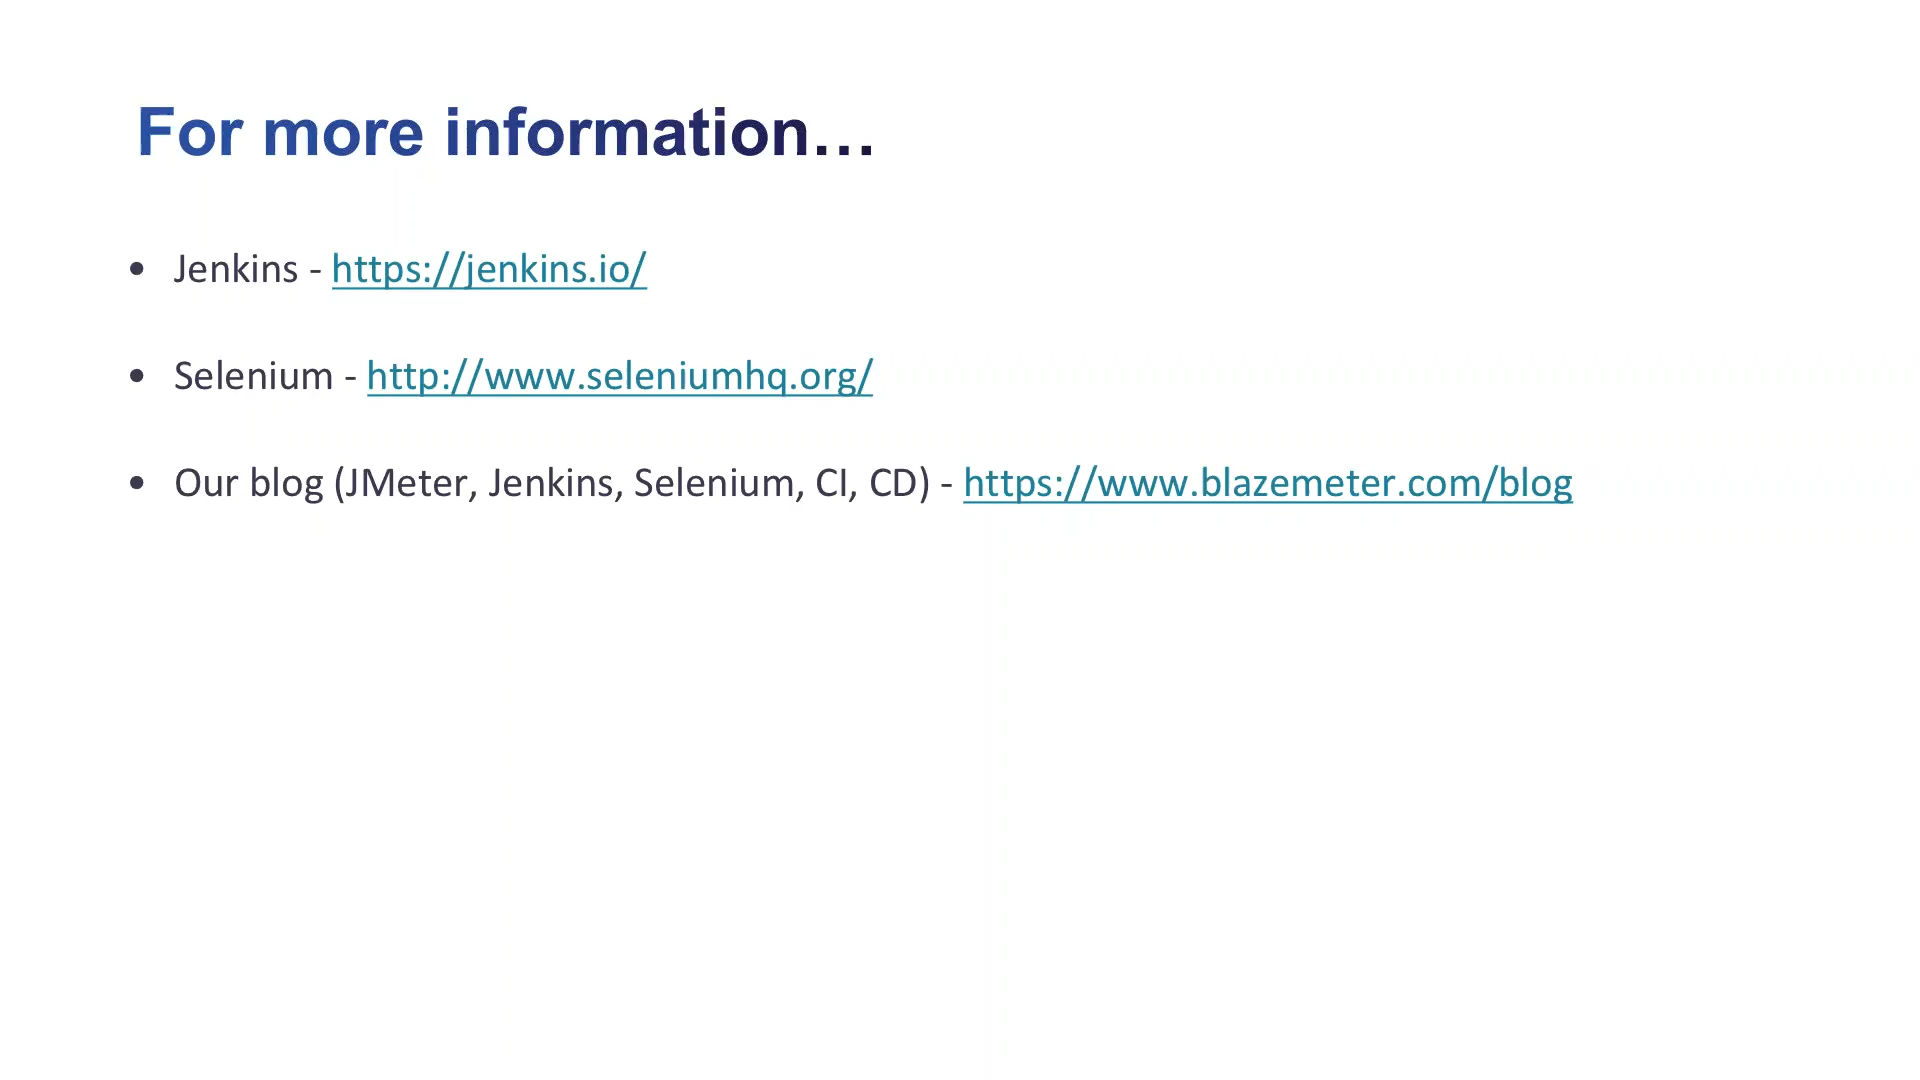 For more information…
• Jenkins - https://jenkins.io/
• Selenium - http://www.seleniumhq.org/
• Our blog (JMeter, Jenkins, Selenium, CI, CD) - https://www.blazemeter.com/blog